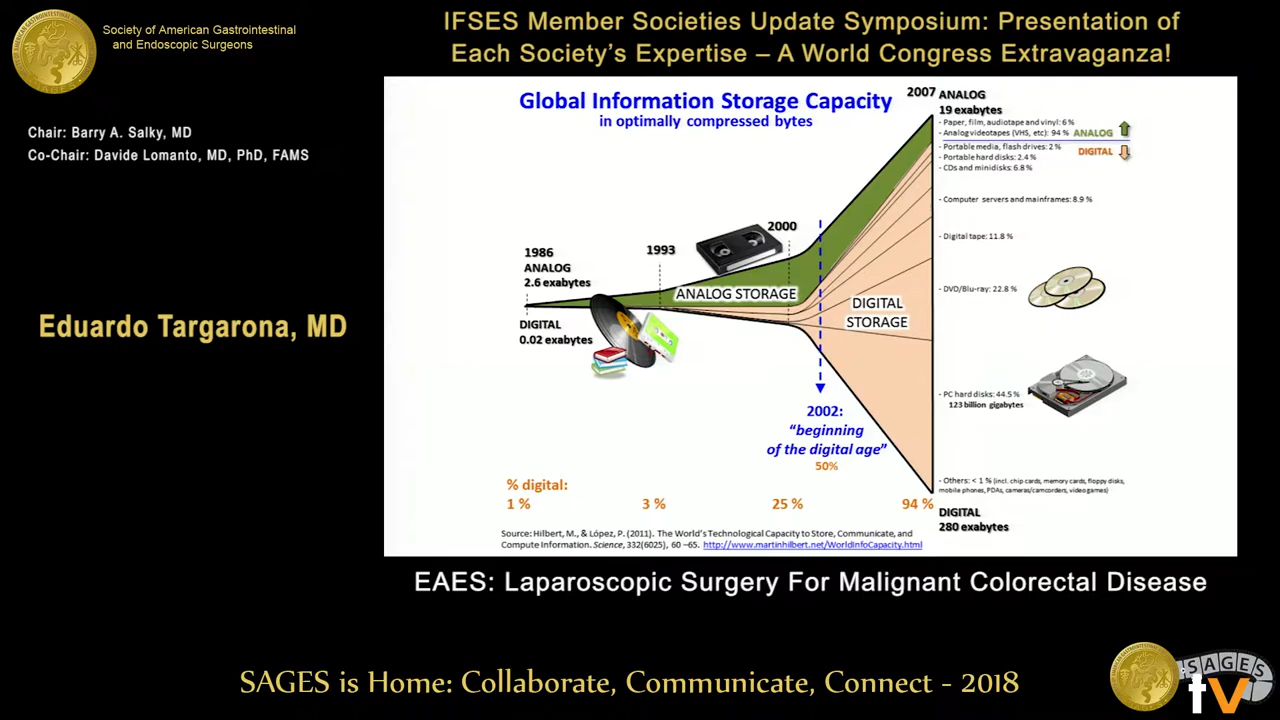 Society of American Gastrointestinal
and Endoscopic Surgeons
IFSES Member Societies Update Symposium: Presentation of
Each Society's Expertise – A World Congress Extravaganza!
Chair: Barry A. Salky, MD
Co-Chair: Davide Lomanto, MD, PhD, FAMS
Eduardo Targarona, MD
Global Information Storage Capacity
in optimally compressed bytes
2007
ANALOG
19 exabytes
- Paper, film, audiotape and vinyl: 6 %
- Analog videotapes (VHS, etc): 94 %
ANALOG
DIGITAL
- Portable media, flash drives: 2 %
- Portable hard disks: 2.4 %
- CDs and minidisks: 6.8 %
- Computer servers and mainframes: 8.9 %
- Digital tape: 11.8 %
- DVD/Blu-ray: 22.8 %
- PC hard disks: 44.5 %
123 billion gigabytes
- Others: < 1 % (incl. chip cards, memory cards, floppy disks,
mobile phones, PDAs, cameras/camcorders, video games)
DIGITAL
280 exabytes
1986
ANALOG
2.6 exabytes
DIGITAL
0.02 exabytes
1993
2000
ANALOG STORAGE
DIGITAL
STORAGE
2002:
“beginning
of the digital age”
50%
% digital:
1 %
3 %
25 %
94 %
Source: Hilbert, M., & López, P. (2011). The World's Technological Capacity to Store, Communicate, and
Compute Information. Science, 332(6025), 60 –65. http://www.martinhilbert.net/WorldInfoCapacity.html
EAES: Laparoscopic Surgery For Malignant Colorectal Disease
SAGES is Home: Collaborate, Communicate, Connect - 2018
SAGES
tv